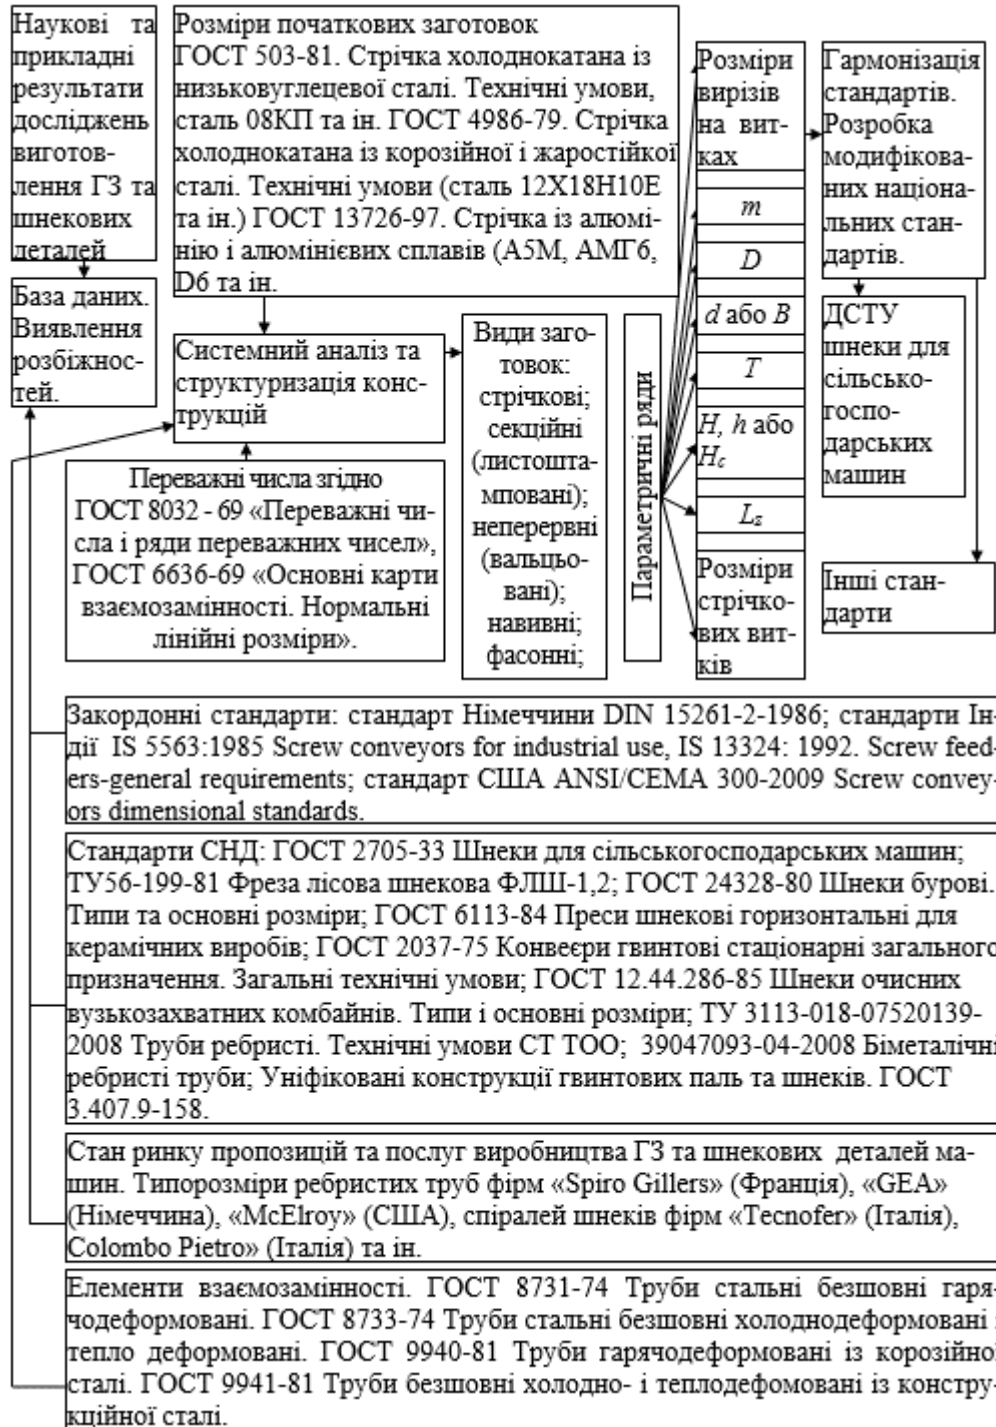 Наукові та
прикладні
результати
досліджень
виготов-
лення ГЗ та
шнекових
деталей
Розміри початкових заготовок
ГОСТ 503-81. Стрічка холоднокатана із
низьковуглецевої сталі. Технічні умови,
сталь 08КП та ін. ГОСТ 4986-79. Стрічка
холоднокатана із корозійної і жаростійкої
сталі. Технічні умови (сталь 12Х18Н10Е
та ін.) ГОСТ 13726-97. Стрічка із алюмі-
нію і алюмінієвих сплавів (А5М, АМГ6,
D6 та ін.
Розміри
вирізів
на вит-
ках
m
D
d або B
T
H, h або
Hc
Lz
Розміри
стрічко-
вих вит-
ків
Гармонізація
стандартів.
Розробка
модифікова-
них націона-
льних стан-
дартів.
База даних.
Виявлення
розбіжнос-
тей.
Системний аналіз та
структуризація конс-
трукцій
Види заго-
товок:
стрічкові;
секційні
(листошта-
мповані);
неперервні
(вальцьо-
вані);
навивні;
фасонні;
Параметричні ряди
ДСТУ
шнеки для
сільсько-
госпо-
дарських
машин
Переважні числа згідно
ГОСТ 8032 - 69 «Переважні чи-
сла і ряди переважних чисел»,
ГОСТ 6636-69 «Основні карти
взаємозамінності. Нормальні
лінійні розміри».
Інші стан-
дарти
Закордонні стандарти: стандарт Німеччини DIN 15261-2-1986; стандарти Ін-
дії IS 5563:1985 Screw conveyors for industrial use, IS 13324: 1992. Screw feed-
ers-general requirements; стандарт США ANSI/CEMA 300-2009 Screw convey-
ors dimensional standards.
Стандарти СНД: ГОСТ 2705-33 Шнеки для сільськогосподарських машин;
ТУ56-199-81 Фреза лісова шнекова ФЛШ-1,2; ГОСТ 24328-80 Шнеки бурові.
Типи та основні розміри; ГОСТ 6113-84 Преси шнекові горизонтальні для
керамічних виробів; ГОСТ 2037-75 Конвеєри гвинтові стаціонарні загального
призначення. Загальні технічні умови; ГОСТ 12.44.286-85 Шнеки очисних
вузькозахватних комбайнів. Типи і основні розміри; ТУ 3113-018-07520139-
2008 Труби ребристі. Технічні умови СТ ТОО; 39047093-04-2008 Біметалічні
ребристі труби; Уніфіковані конструкції гвинтових паль та шнеків. ГОСТ
3.407.9-158.
Стан ринку пропозицій та послуг виробництва ГЗ та шнекових деталей ма-
шин. Типорозміри ребристих труб фірм «Spiro Gillers» (Франція), «GEA»
(Німеччина), «McElroy» (США), спіралей шнеків фірм «Tecnofer» (Італія),
Colombo Pietro» (Італія) та ін.
Елементи взаємозамінності. ГОСТ 8731-74 Труби стальні безшовні гаря-
чодеформовані. ГОСТ 8733-74 Труби стальні безшовні холоднодеформовані і
тепло деформовані. ГОСТ 9940-81 Труби гарячодеформовані із корозійної
сталі. ГОСТ 9941-81 Труби безшовні холодно- і теплодефомовані із констру-
кційної сталі.